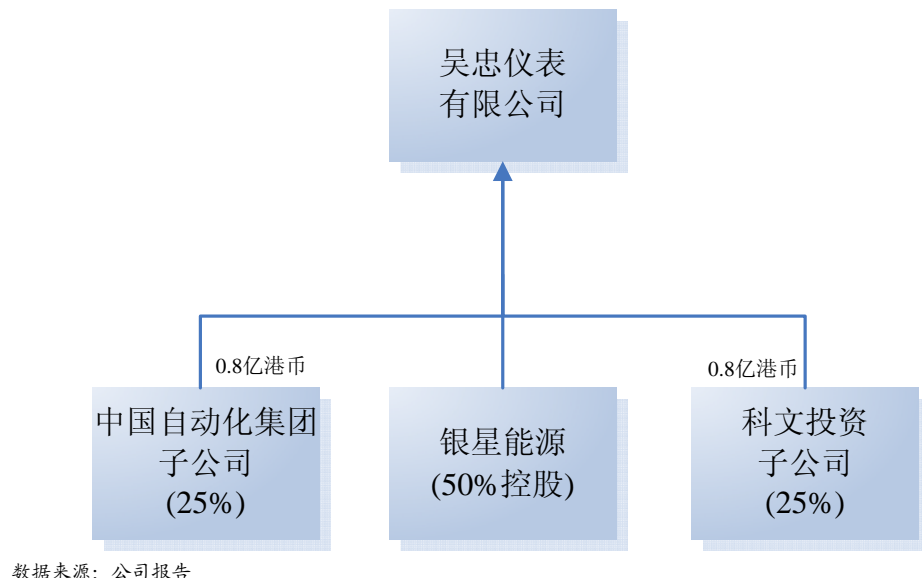 吴忠仪表
有限公司
0.8亿港币
0.8亿港币
中国自动化集团
子公司
(25%)
银星能源
(50%控股)
科文投资
子公司
(25%)
数据来源：公司报告